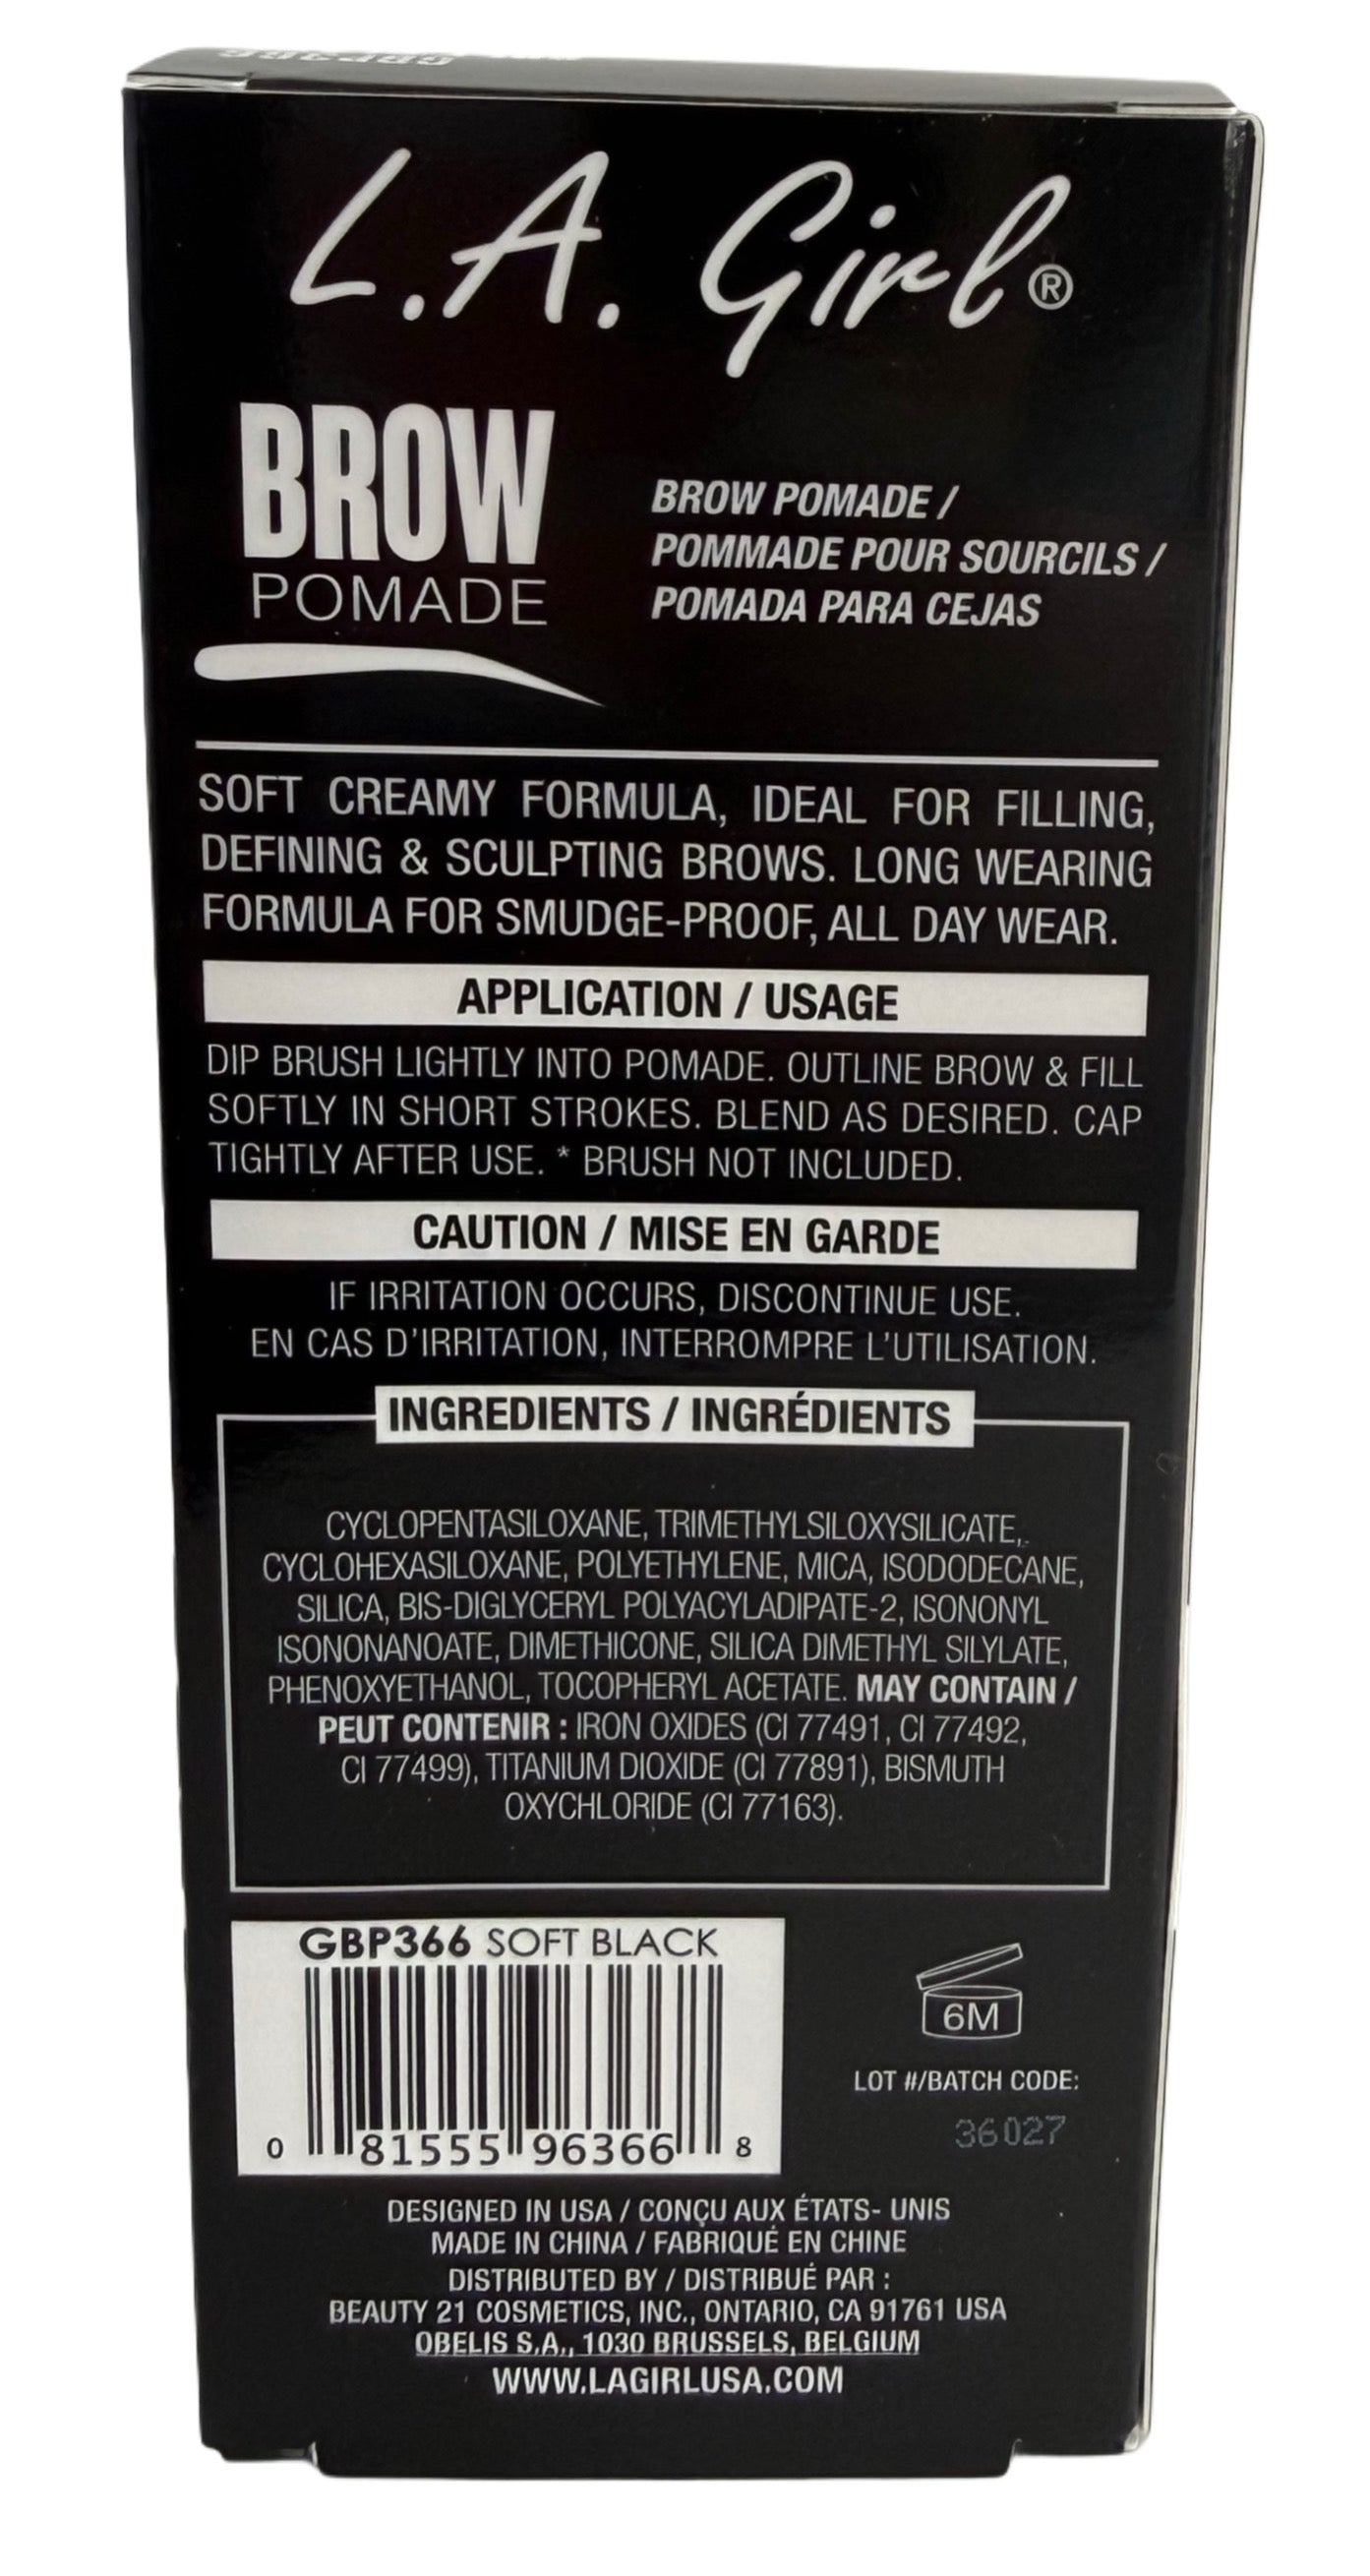 L.A. Girl®
BROW
POMADE
BROW POMADE /
POMMADE POUR SOURCILS /
POMADA PARA CEJAS
SOFT CREAMY FORMULA, IDEAL FOR FILLING,
DEFINING & SCULPTING BROWS. LONG WEARING
FORMULA FOR SMUDGE-PROOF, ALL DAY WEAR.
APPLICATION / USAGE
DIP BRUSH LIGHTLY INTO POMADE. OUTLINE BROW & FILL
SOFTLY IN SHORT STROKES. BLEND AS DESIRED. CAP
TIGHTLY AFTER USE. * BRUSH NOT INCLUDED.
CAUTION / MISE EN GARDE
IF IRRITATION OCCURS, DISCONTINUE USE.
EN CAS D'IRRITATION, INTERROMPRE L'UTILISATION.
INGREDIENTS / INGRÉDIENTS
CYCLOPENTASILOXANE, TRIMETHYLSILOXYSILICATE,
CYCLOHEXASILOXANE, POLYETHYLENE, MICA, ISODODECANE,
SILICA, BIS-DIGLYCERYL POLYACYLADIPATE-2, ISONONYL
ISONONANOATE, DIMETHICONE, SILICA DIMETHYL SILYLATE,
PHENOXYETHANOL, TOCOPHERYL ACETATE. MAY CONTAIN /
PEUT CONTENIR : IRON OXIDES (CI 77491, CI 77492,
CI 77499), TITANIUM DIOXIDE (CI 77891), BISMUTH
OXYCHLORIDE (CI 77163).
GBP366 SOFT BLACK
0 81555 96366 8
6M
LOT #/BATCH CODE:
36027
DESIGNED IN USA / CONÇU AUX ÉTATS- UNIS
MADE IN CHINA / FABRIQUÉ EN CHINE
DISTRIBUTED BY / DISTRIBUÉ PAR :
BEAUTY 21 COSMETICS, INC., ONTARIO, CA 91761 USA
OBELIS S.A., 1030 BRUSSELS, BELGIUM
WWW.LAGIRLUSA.COM